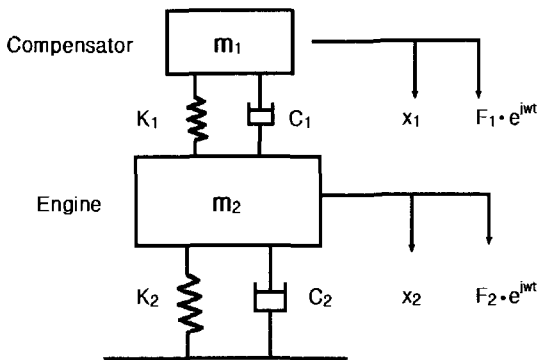 Compensator
m1
K1
C1
x1
F1·e^jwt
Engine
m2
K2
C2
x2
F2·e^jwt